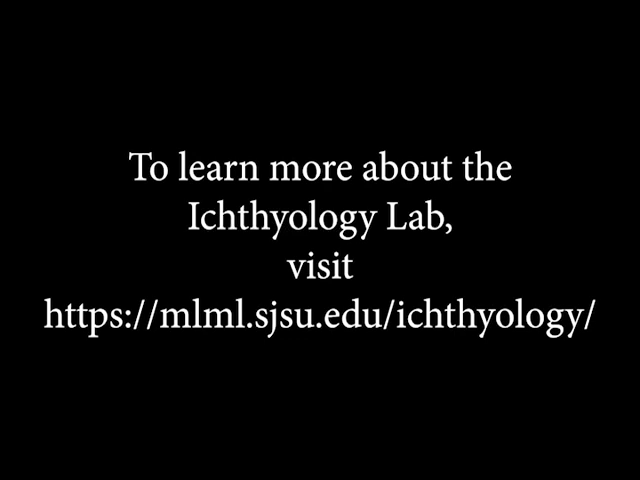 To learn more about the
Ichthyology Lab,
visit
https://mlml.sjsu.edu/ichthyology/